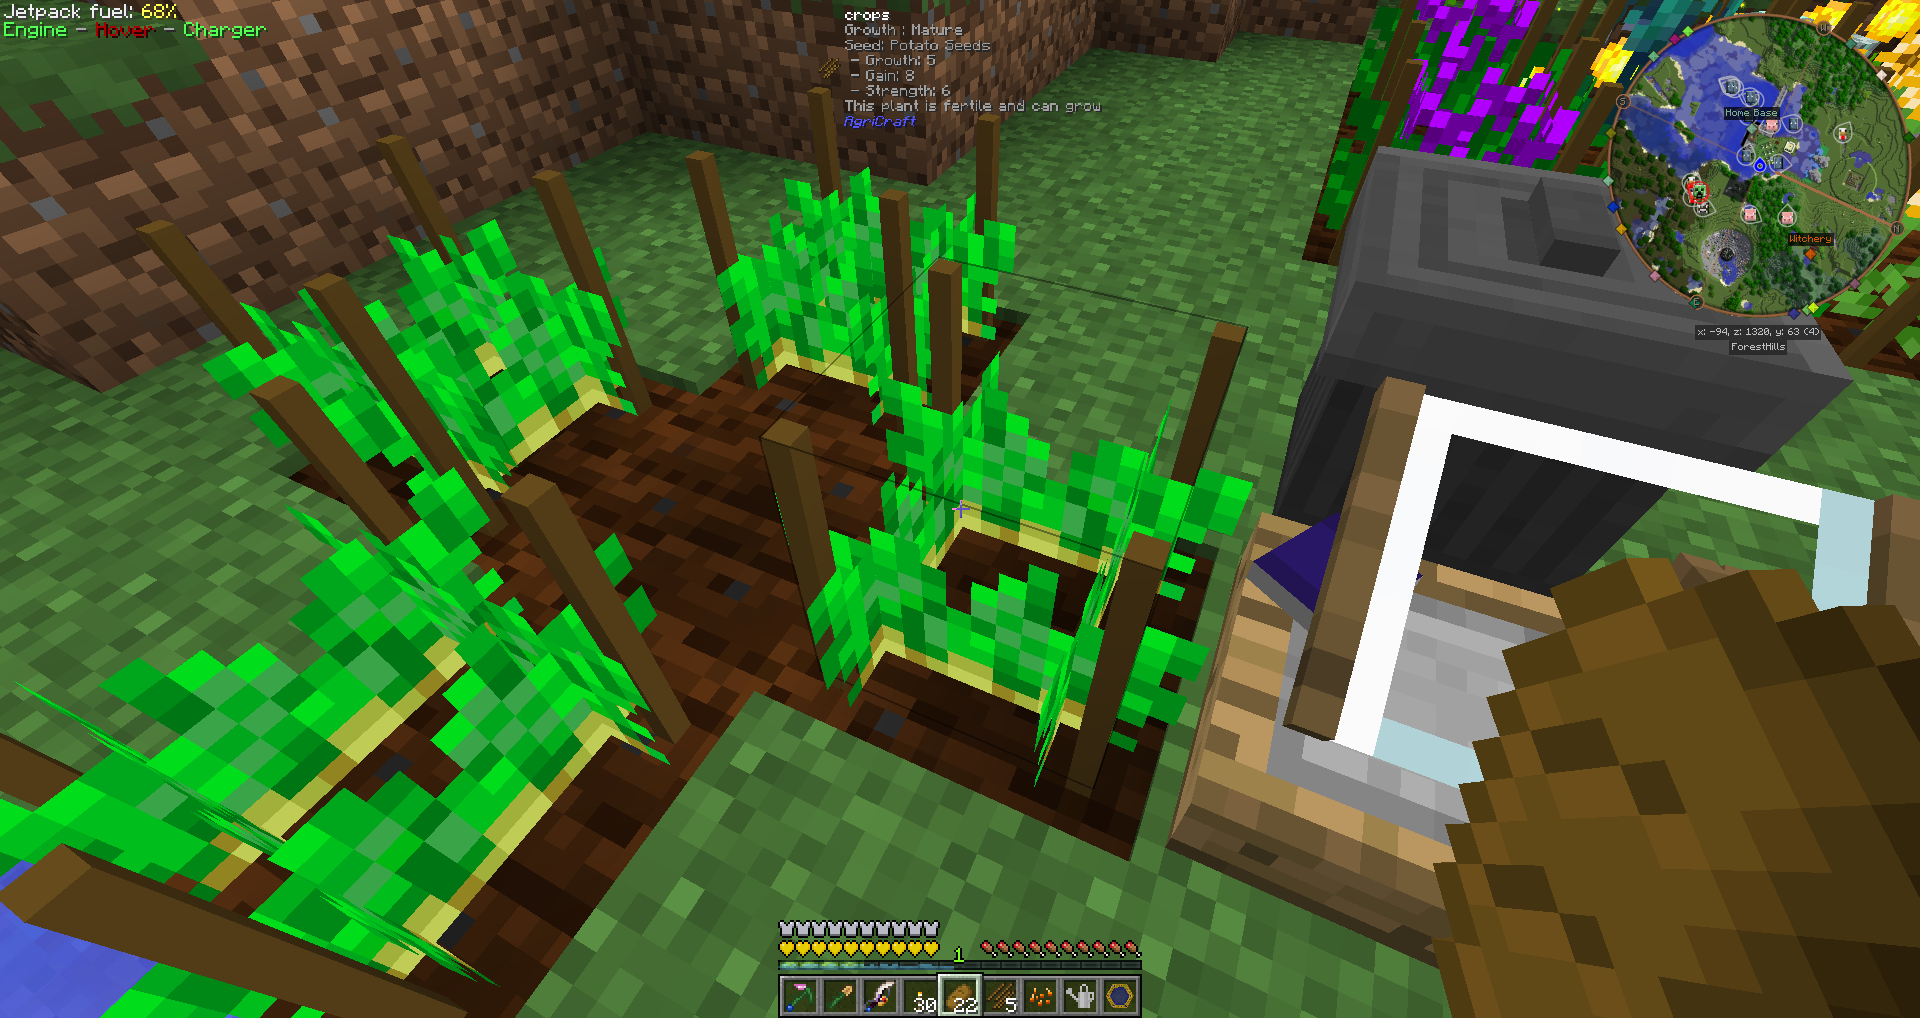 Jetpack fuel: 68%
Engine - Hover - Charger
crops
Growth : Mature
Seed: Potato Seeds
- Growth: 5
- Gain: 8
- Strength: 6
This plant is fertile and can grow
AgriCraft
S
W
Home Base
N
Witchery
E
x: -94, z: 1320, y: 63 (4)
ForestHills
1
30
22
5